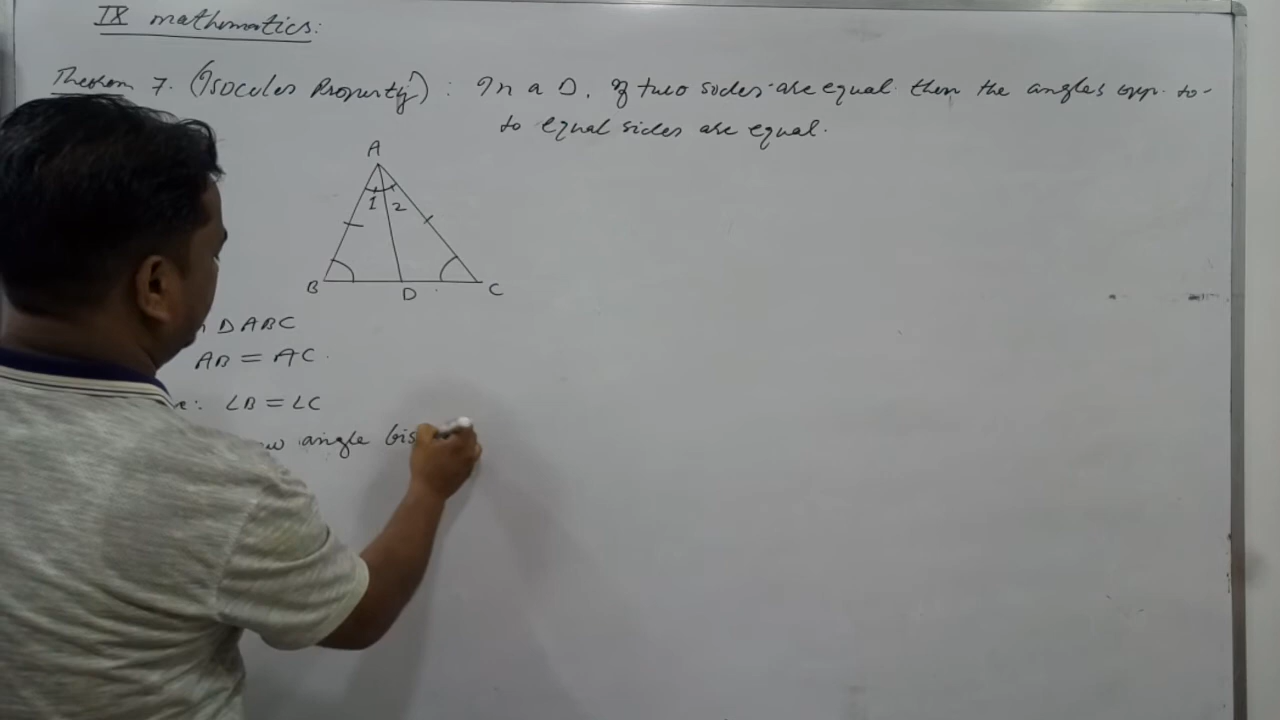 IX mathematics:
Theorem 7. (Isoceles Property): In a Δ, If two sides are equal then the angles opp. to-
to equal sides are equal.
A
1 2
B D C
Δ ABC
AB = AC.
e: ∠B = ∠C
w angle bis